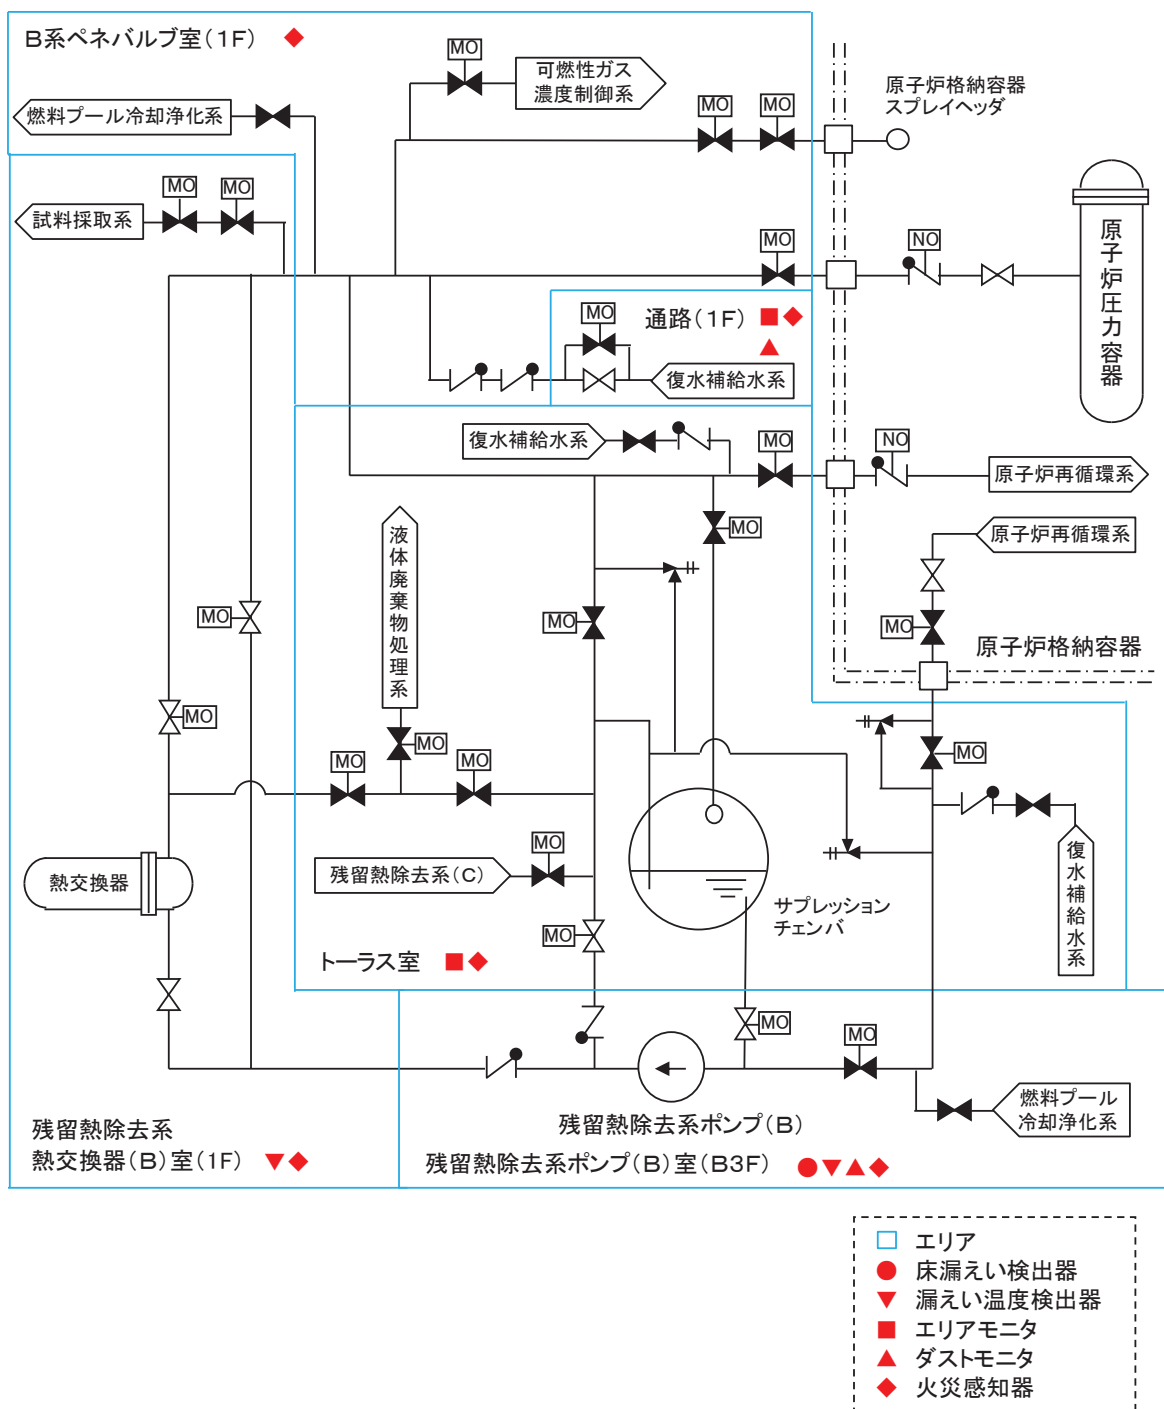 B系ペネバルブ室(1F)
MO
可燃性ガス
濃度制御系
燃料プール冷却浄化系
MO
MO
原子炉格納容器
スプレイヘッダ
試料採取系
MO
MO
MO
NO
原子炉圧力容器
MO
通路(1F)
復水補給水系
復水補給水系
MO
NO
原子炉再循環系
液体廃棄物処理系
MO
原子炉再循環系
MO
MO
MO
原子炉格納容器
MO
MO
MO
MO
MO
熱交換器
残留熱除去系(C)
MO
復水補給水系
サプレッション
チェンバ
MO
トーラス室
MO
MO
残留熱除去系ポンプ(B)
燃料プール
冷却浄化系
残留熱除去系
熱交換器(B)室(1F)
残留熱除去系ポンプ(B)室(B3F)
エリア
床漏えい検出器
漏えい温度検出器
エリアモニタ
ダストモニタ
火災感知器